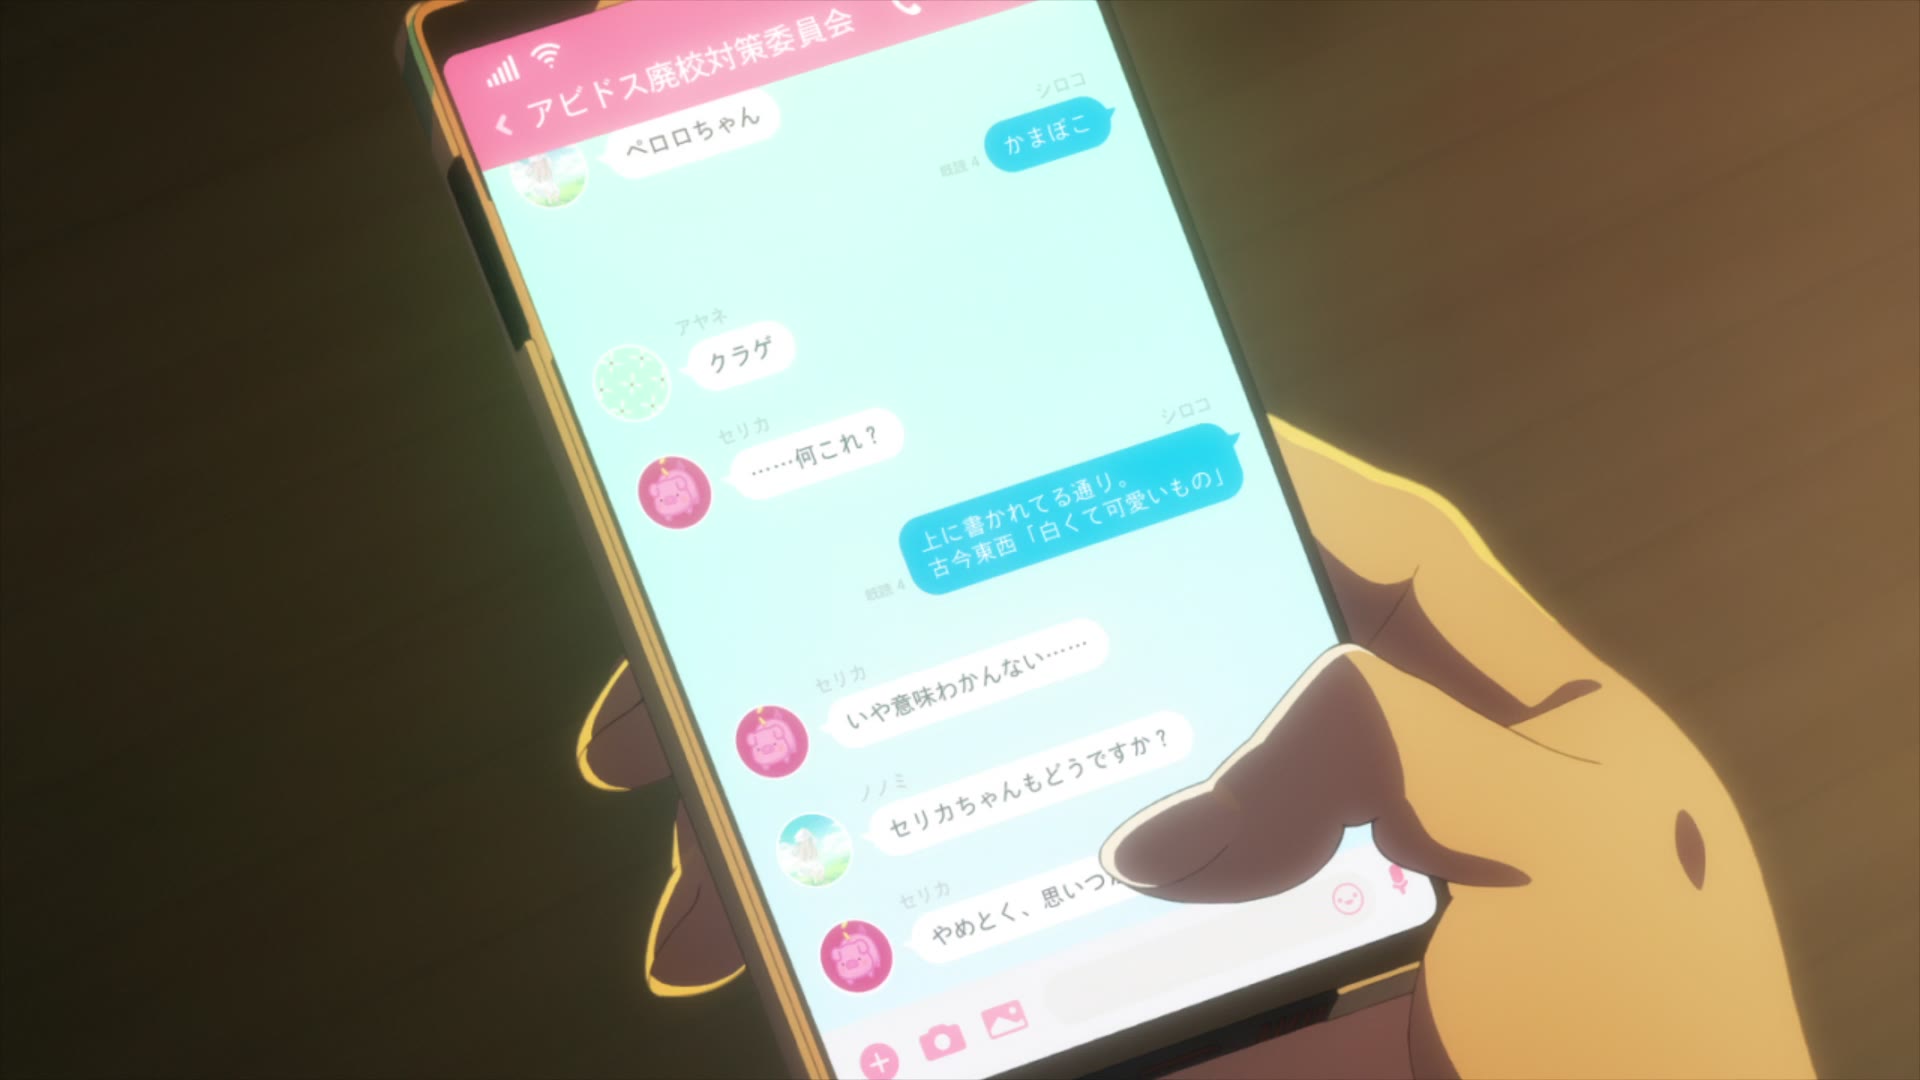 アビドス廃校対策委員会
ペロロちゃん
シロコ
かまぼこ
既読 4
アヤネ
クラゲ
セリカ
……何これ？
シロコ
上に書かれてる通り。
古今東西「白くて可愛いもの」
既読 4
セリカ
いや意味わかんない……
ノノミ
セリカちゃんもどうですか？
セリカ
やめとく、思いつ